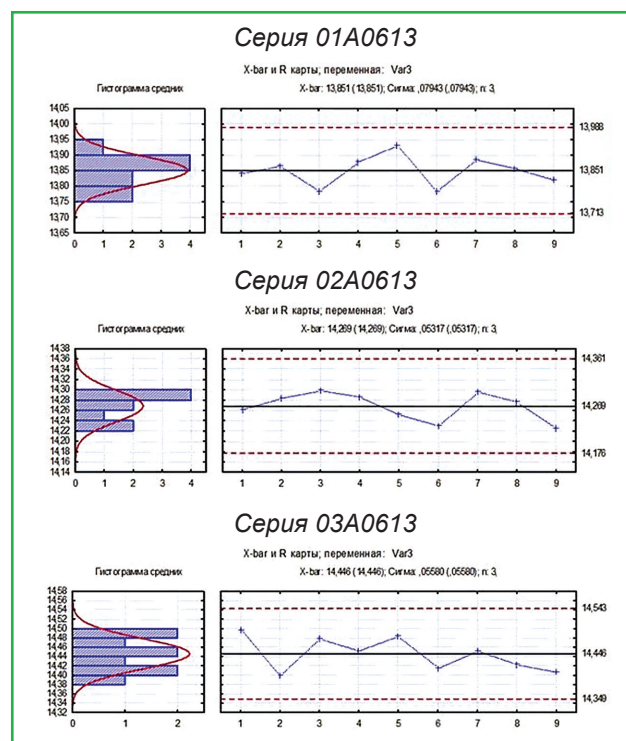 Серия 01А0613
X-bar и R карты; переменная: Var3
Гистограмма средних
X-bar: 13,851 (13,851); Сигма: ,07943 (,07943); n: 3,
14,05
14,00
13,95
13,90
13,85
13,80
13,75
13,70
13,65
0 1 2 3 4
1 2 3 4 5 6 7 8 9
13,988
13,851
13,713
Серия 02А0613
X-bar и R карты; переменная: Var3
Гистограмма средних
X-bar: 14,269 (14,269); Сигма: ,05317 (,05317); n: 3,
14,38
14,36
14,30
14,28
14,26
14,24
14,22
14,20
14,18
14,16
14,14
0 1 2 3 4
1 2 3 4 5 6 7 8 9
14,361
14,269
14,176
Серия 03А0613
X-bar и R карты; переменная: Var3
Гистограмма средних
X-bar: 14,446 (14,446); Сигма: ,05580 (,05580); n: 3,
14,58
14,56
14,54
14,52
14,50
14,48
14,46
14,44
14,42
14,40
14,38
14,36
14,34
14,32
0 1 2
1 2 3 4 5 6 7 8 9
14,543
14,446
14,349